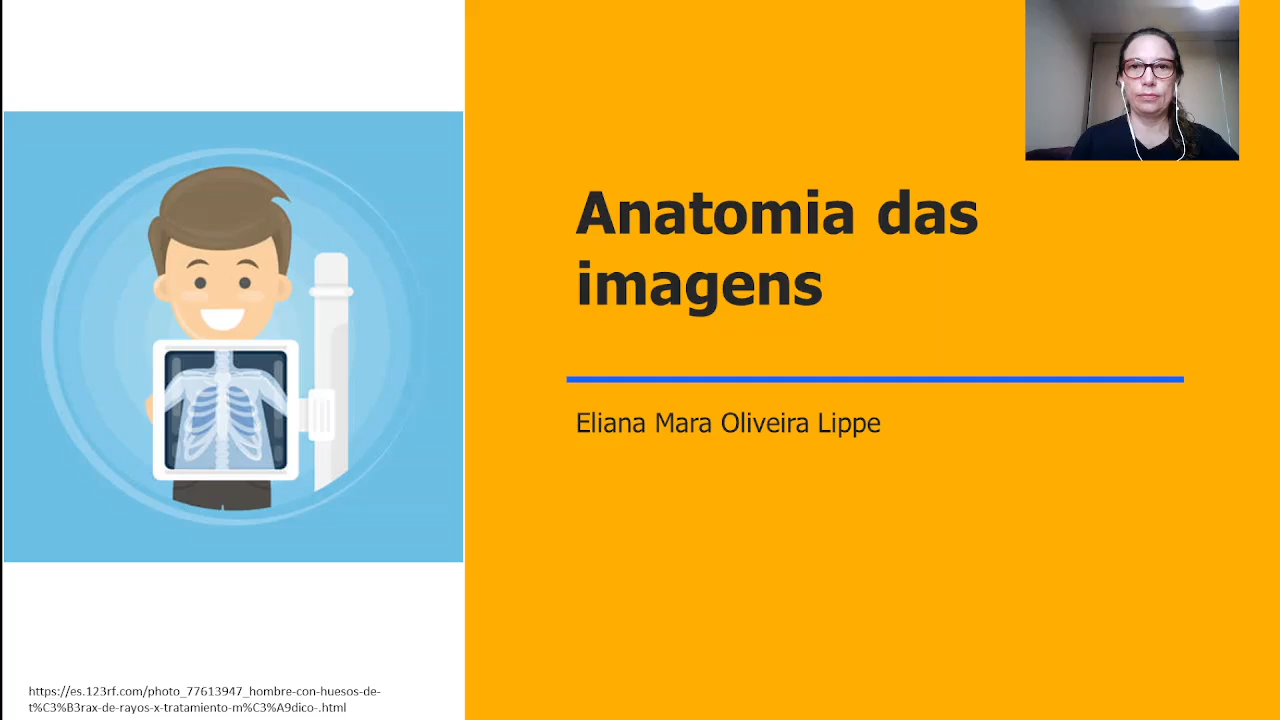 Anatomia das
imagens
Eliana Mara Oliveira Lippe
https://es.123rf.com/photo_77613947_hombre-con-huesos-de-
t%C3%B3rax-de-rayos-x-tratamiento-m%C3%A9dico-.html